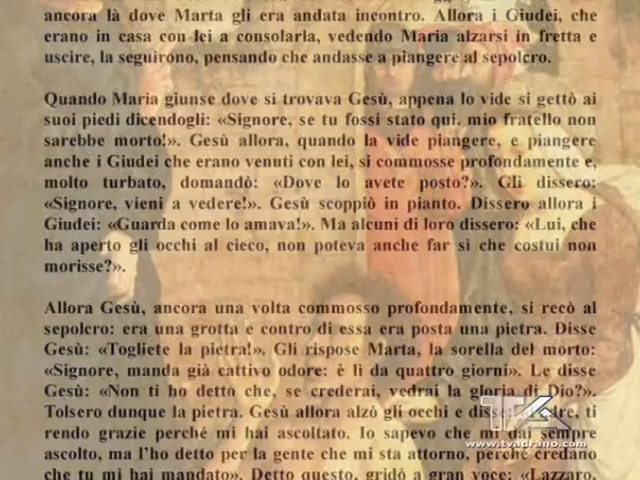 ancora là dove Marta gli era andata incontro. Allora i Giudei, che
erano in casa con lei a consolarla, vedendo Maria alzarsi in fretta e
uscire, la seguirono, pensando che andasse a piangere al sepolcro.
Quando Maria giunse dove si trovava Gesù, appena lo vide si gettò ai
suoi piedi dicendogli: «Signore, se tu fossi stato qui, mio fratello non
sarebbe morto!». Gesù allora, quando la vide piangere, e piangere
anche i Giudei che erano venuti con lei, si commosse profondamente e,
molto turbato, domandò: «Dove lo avete posto?». Gli dissero:
«Signore, vieni a vedere!». Gesù scoppiò in pianto. Dissero allora i
Giudei: «Guarda come lo amava!». Ma alcuni di loro dissero: «Lui, che
ha aperto gli occhi al cieco, non poteva anche far sì che costui non
morisse?».
Allora Gesù, ancora una volta commosso profondamente, si recò al
sepolcro: era una grotta e contro di essa era posta una pietra. Disse
Gesù: «Togliete la pietra!». Gli rispose Marta, la sorella del morto:
«Signore, manda già cattivo odore: è lì da quattro giorni». Le disse
Gesù: «Non ti ho detto che, se crederai, vedrai la gloria di Dio?».
Tolsero dunque la pietra. Gesù allora alzò gli occhi e disse: ti
rendo grazie perché mi hai ascoltato. Io sapevo che mi dai sempre
ascolto, ma l'ho detto per la gente che mi sta attorno, perché credano
che tu mi hai mandato». Detto questo, gridò a gran voce: «Lazzaro,
www.tvadrano.com